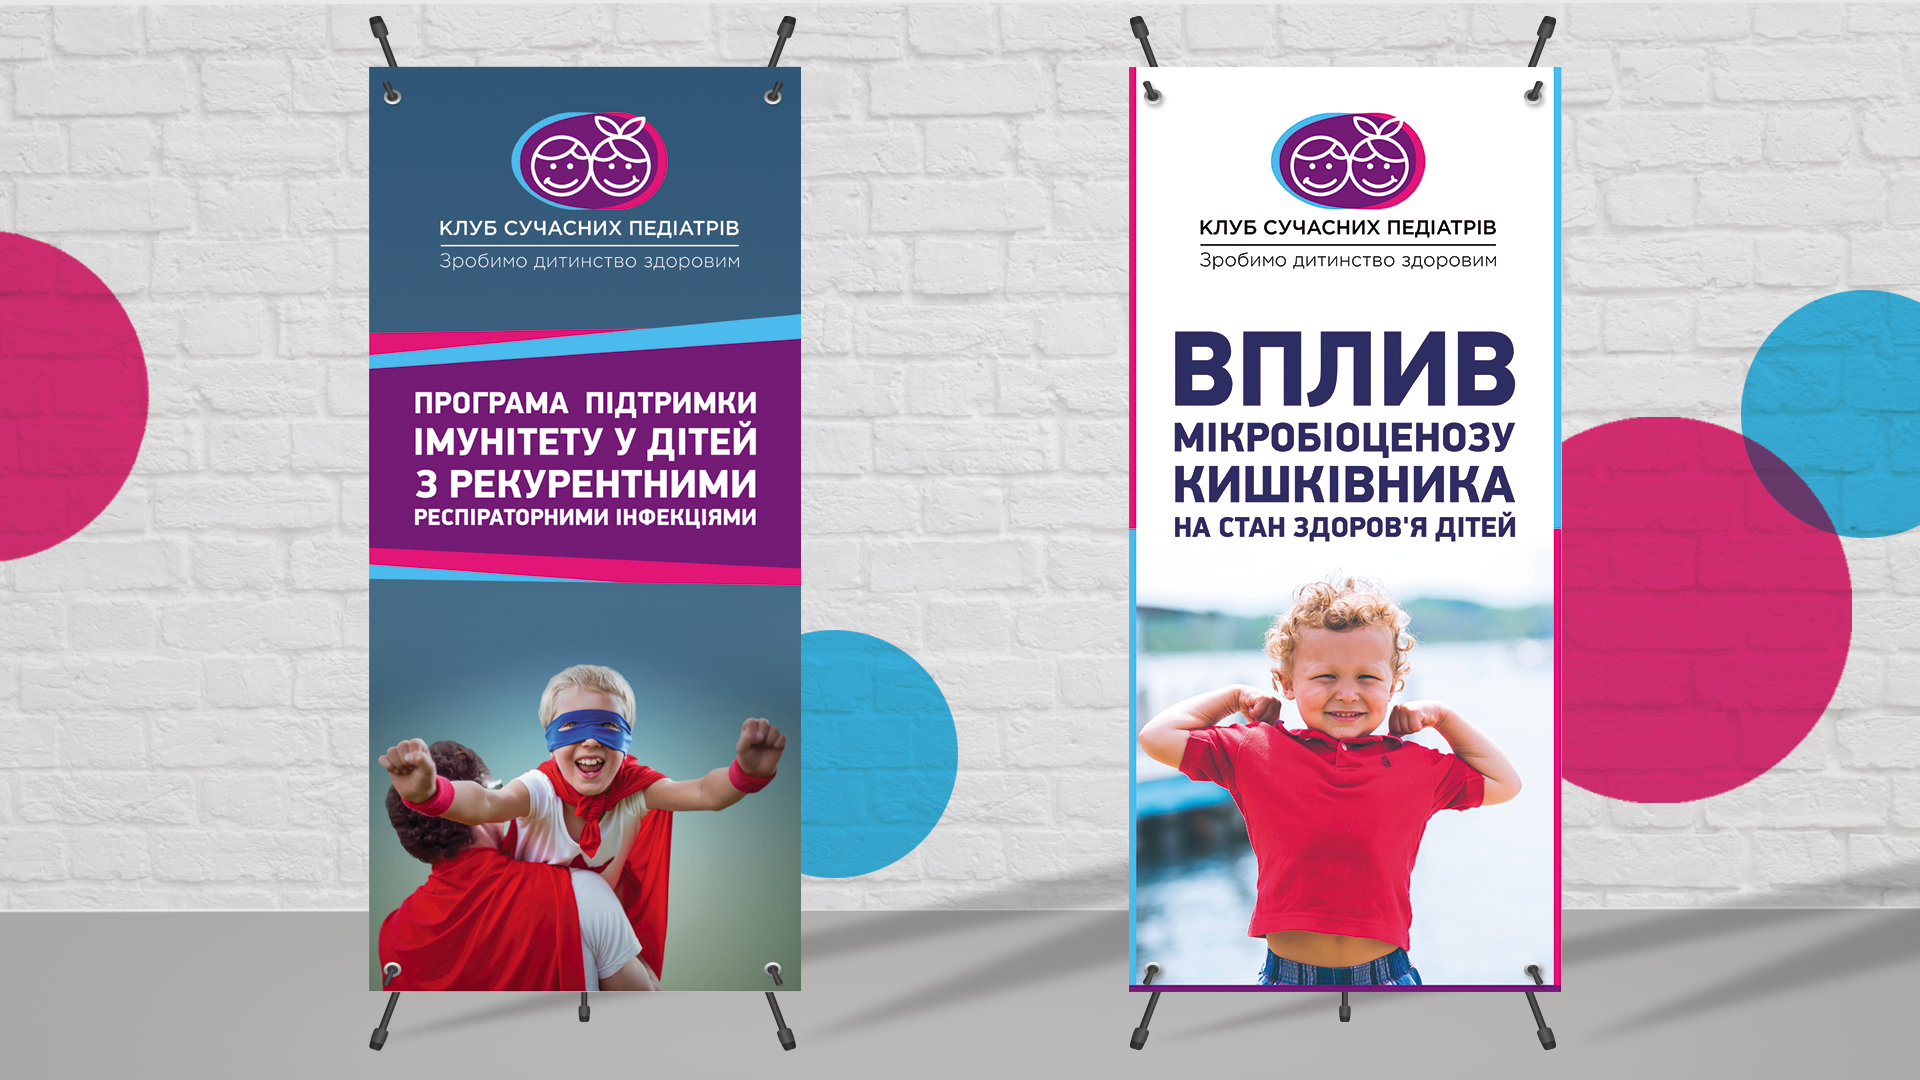 КЛУБ СУЧАСНИХ ПЕДІАТРІВ
Зробимо дитинство здоровим
ПРОГРАМА ПІДТРИМКИ
ІМУНІТЕТУ У ДІТЕЙ
З РЕКУРЕНТНИМИ
РЕСПІРАТОРНИМИ ІНФЕКЦІЯМИ
КЛУБ СУЧАСНИХ ПЕДІАТРІВ
Зробимо дитинство здоровим
ВПЛИВ
МІКРОБІОЦЕНОЗУ
КИШКІВНИКА
НА СТАН ЗДОРОВ'Я ДІТЕЙ